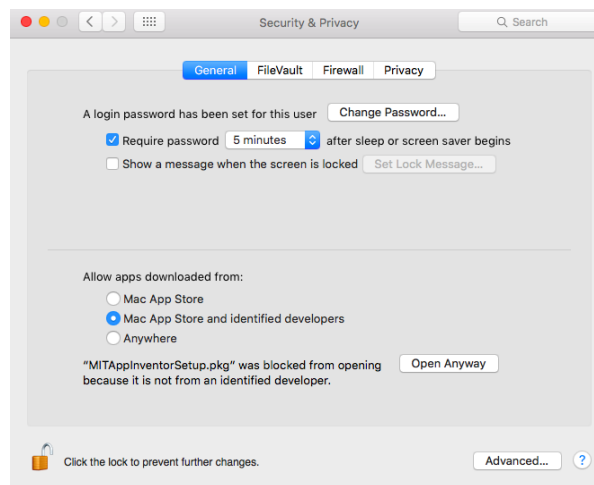 Security & Privacy
Search
General FileVault Firewall Privacy
A login password has been set for this user Change Password...
Require password 5 minutes after sleep or screen saver begins
Show a message when the screen is locked Set Lock Message...
Allow apps downloaded from:
Mac App Store
Mac App Store and identified developers
Anywhere
“MITAppInventorSetup.pkg” was blocked from opening Open Anyway
because it is not from an identified developer.
Click the lock to prevent further changes. Advanced... ?